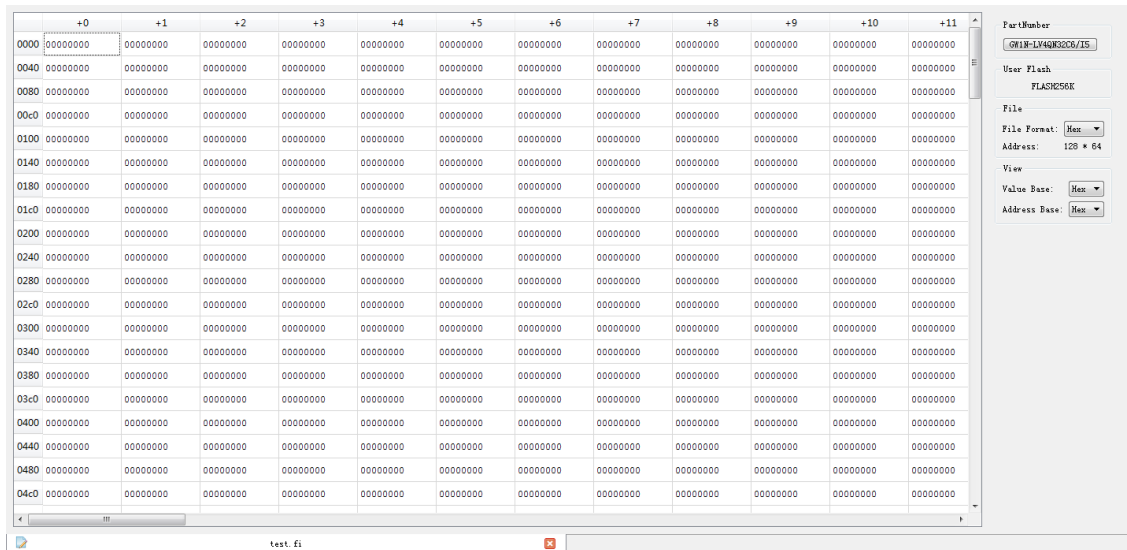 +0 +1 +2 +3 +4 +5 +6 +7 +8 +9 +10 +11
0000 00000000 00000000 00000000 00000000 00000000 00000000 00000000 00000000 00000000 00000000 00000000 00000000
0040 00000000 00000000 00000000 00000000 00000000 00000000 00000000 00000000 00000000 00000000 00000000 00000000
0080 00000000 00000000 00000000 00000000 00000000 00000000 00000000 00000000 00000000 00000000 00000000 00000000
00c0 00000000 00000000 00000000 00000000 00000000 00000000 00000000 00000000 00000000 00000000 00000000 00000000
0100 00000000 00000000 00000000 00000000 00000000 00000000 00000000 00000000 00000000 00000000 00000000 00000000
0140 00000000 00000000 00000000 00000000 00000000 00000000 00000000 00000000 00000000 00000000 00000000 00000000
0180 00000000 00000000 00000000 00000000 00000000 00000000 00000000 00000000 00000000 00000000 00000000 00000000
01c0 00000000 00000000 00000000 00000000 00000000 00000000 00000000 00000000 00000000 00000000 00000000 00000000
0200 00000000 00000000 00000000 00000000 00000000 00000000 00000000 00000000 00000000 00000000 00000000 00000000
0240 00000000 00000000 00000000 00000000 00000000 00000000 00000000 00000000 00000000 00000000 00000000 00000000
0280 00000000 00000000 00000000 00000000 00000000 00000000 00000000 00000000 00000000 00000000 00000000 00000000
02c0 00000000 00000000 00000000 00000000 00000000 00000000 00000000 00000000 00000000 00000000 00000000 00000000
0300 00000000 00000000 00000000 00000000 00000000 00000000 00000000 00000000 00000000 00000000 00000000 00000000
0340 00000000 00000000 00000000 00000000 00000000 00000000 00000000 00000000 00000000 00000000 00000000 00000000
0380 00000000 00000000 00000000 00000000 00000000 00000000 00000000 00000000 00000000 00000000 00000000 00000000
03c0 00000000 00000000 00000000 00000000 00000000 00000000 00000000 00000000 00000000 00000000 00000000 00000000
0400 00000000 00000000 00000000 00000000 00000000 00000000 00000000 00000000 00000000 00000000 00000000 00000000
0440 00000000 00000000 00000000 00000000 00000000 00000000 00000000 00000000 00000000 00000000 00000000 00000000
0480 00000000 00000000 00000000 00000000 00000000 00000000 00000000 00000000 00000000 00000000 00000000 00000000
04c0 00000000 00000000 00000000 00000000 00000000 00000000 00000000 00000000 00000000 00000000 00000000 00000000
PartNumber
GW1N-LV4QN32C6/I5
User Flash
FLASH256K
File
File Format: Hex
Address: 128 * 64
View
Value Base: Hex
Address Base: Hex
test.fi